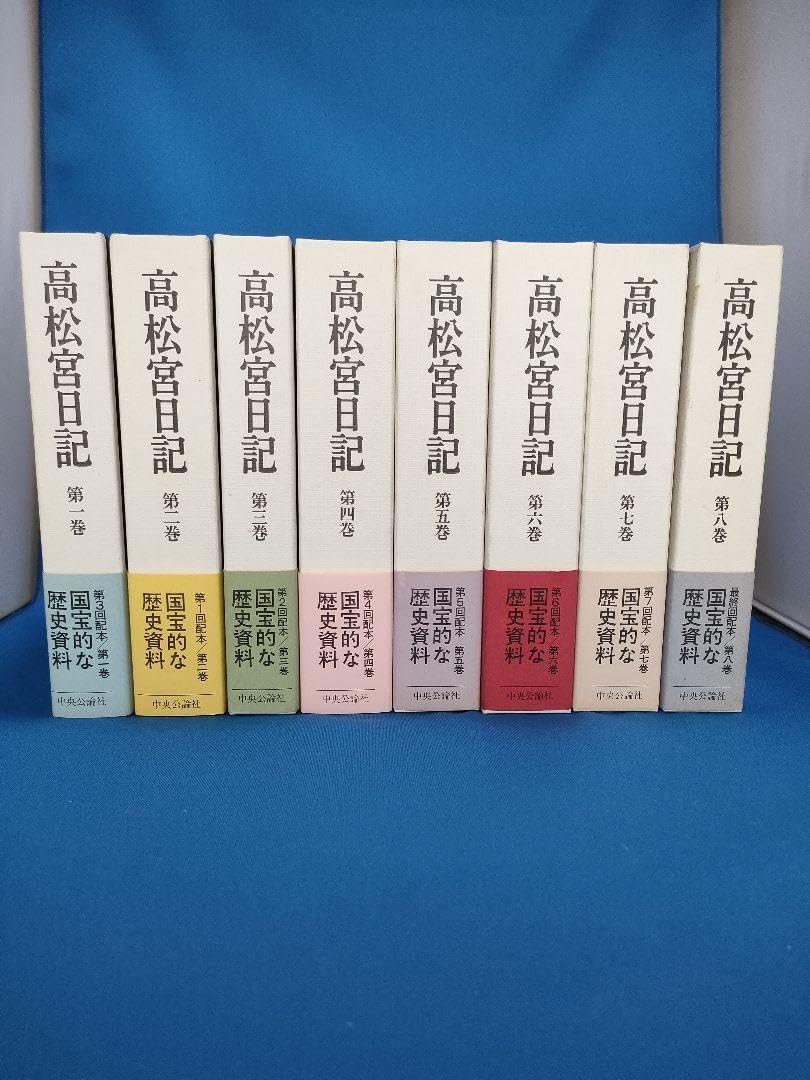 高松宮日記
第一巻
第3回配本/第一巻
国宝的な
歴史資料
中央公論社
高松宮日記
第二巻
第1回配本/第二巻
国宝的な
歴史資料
中央公論社
高松宮日記
第三巻
第2回配本/第三巻
国宝的な
歴史資料
中央公論社
高松宮日記
第四巻
第4回配本/第四巻
国宝的な
歴史資料
中央公論社
高松宮日記
第五巻
第5回配本/第五巻
国宝的な
歴史資料
中央公論社
高松宮日記
第六巻
第6回配本/第六巻
国宝的な
歴史資料
中央公論社
高松宮日記
第七巻
第7回配本/第七巻
国宝的な
歴史資料
中央公論社
高松宮日記
第八巻
最終回配本/第八巻
国宝的な
歴史資料
中央公論社